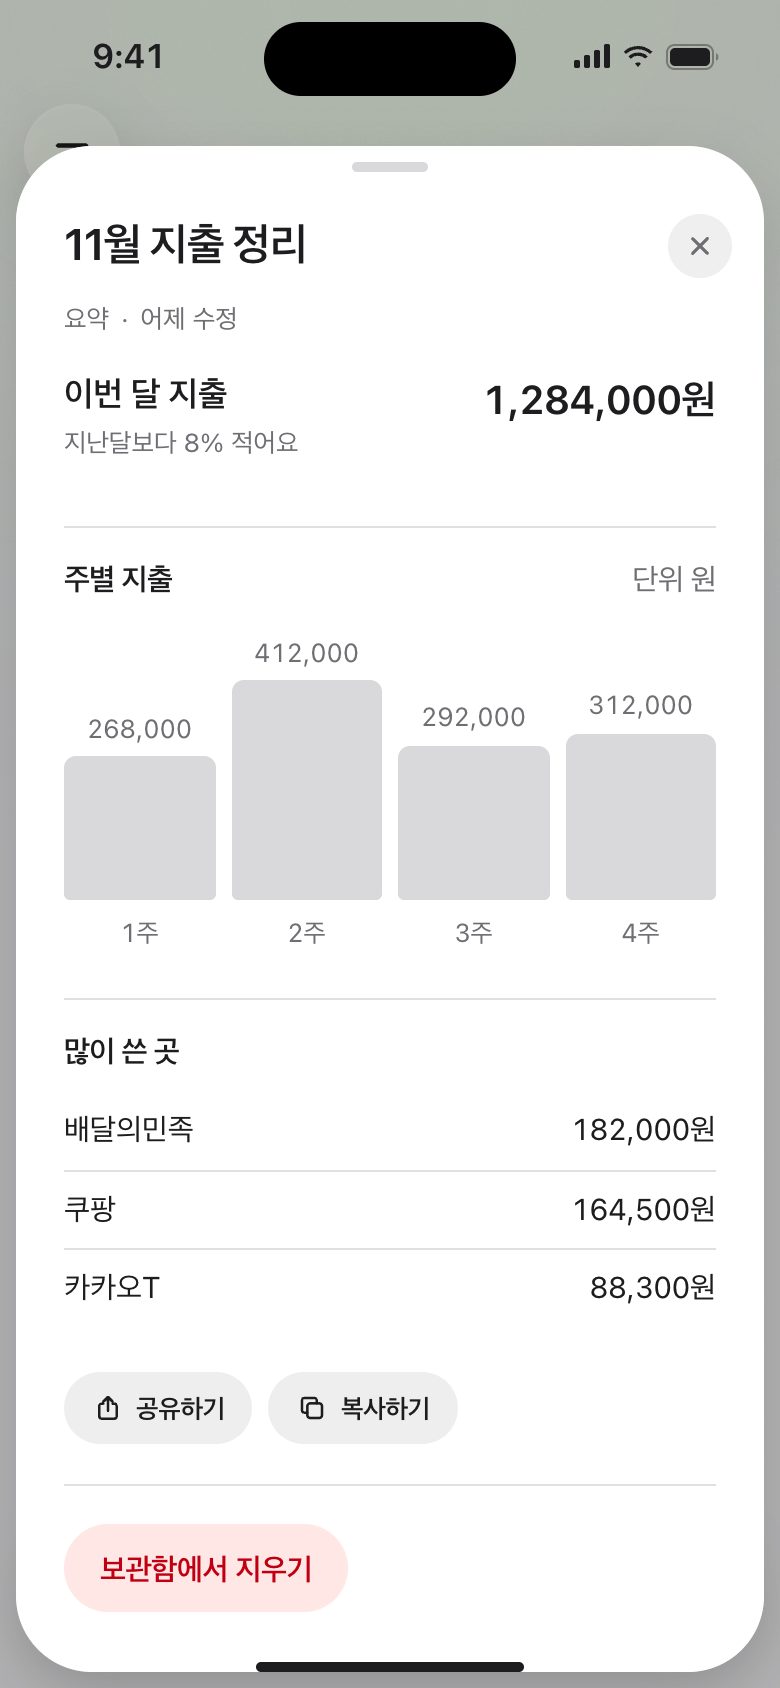 9:41
11월 지출 정리
요약 · 어제 수정
이번 달 지출
1,284,000원
지난달보다 8% 적어요
주별 지출
단위 원
268,000
412,000
292,000
312,000
1주
2주
3주
4주
많이 쓴 곳
배달의민족
182,000원
쿠팡
164,500원
카카오T
88,300원
공유하기
복사하기
보관함에서 지우기